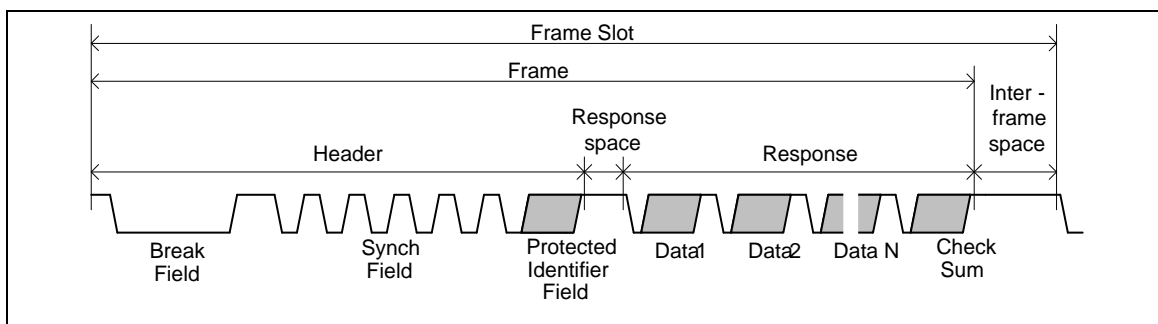 Frame Slot
Frame
Inter -
frame
space
Response
space
Header
Response
Break
Field
Synch
Field
Protected
Identifier
Field
Data1
Data2
Data N
Check
Sum